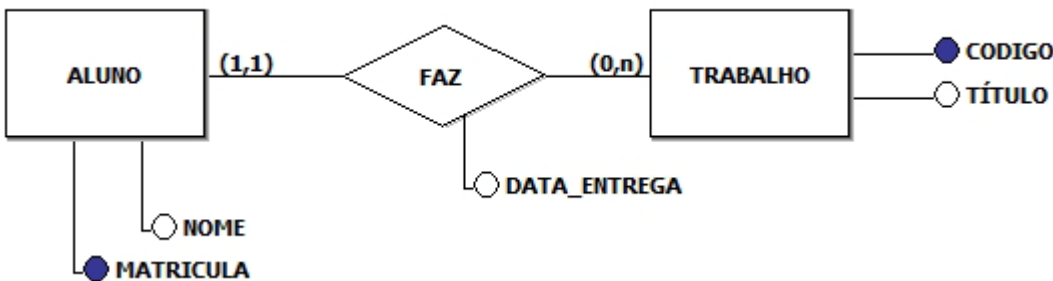 ALUNO
(1,1)
FAZ
(0,n)
TRABALHO
CODIGO
TÍTULO
DATA_ENTREGA
NOME
MATRICULA